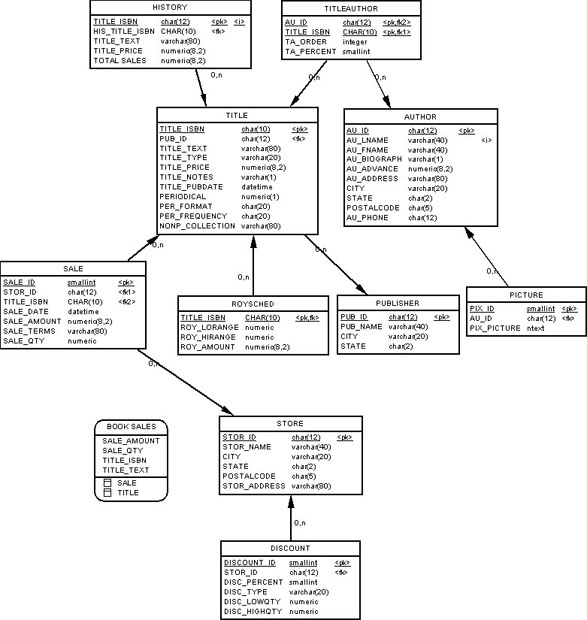 HISTORY
TITLE_ISBN char(12) <pk> <i>
HIS_TITLE_ISBN CHAR(10) <fk>
TITLE_TEXT varchar(80)
TITLE_PRICE numeric(8,2)
TOTAL SALES numeric(8,2)
TITLEAUTHOR
AU_ID char(12) <pk,fk2>
TITLE_ISBN CHAR(10) <pk,fk1>
TA_ORDER integer
TA_PERCENT smallint
0,n
0,n
TITLE
TITLE_ISBN char(10) <pk>
PUB_ID char(12) <fk>
TITLE_TEXT varchar(80)
TITLE_TYPE varchar(20)
TITLE_PRICE numeric(8,2)
TITLE_NOTES varchar(1)
TITLE_PUBDATE datetime
PERIODICAL numeric(1)
PER_FORMAT char(20)
PER_FREQUENCY char(20)
NONP_COLLECTION varchar(80)
AUTHOR
AU_ID char(12) <pk>
AU_LNAME varchar(40) <i>
AU_FNAME varchar(40)
AU_BIOGRAPH varchar(1)
AU_ADVANCE numeric(8,2)
AU_ADDRESS varchar(80)
CITY varchar(20)
STATE char(2)
POSTALCODE char(5)
AU_PHONE char(12)
0,n
0,n
0,n
0,n
SALE
SALE_ID smallint <pk>
STOR_ID char(12) <fk1>
TITLE_ISBN CHAR(10) <fk2>
SALE_DATE datetime
SALE_AMOUNT numeric(8,2)
SALE_TERMS varchar(80)
SALE_QTY numeric
ROYSCHED
TITLE_ISBN CHAR(10) <pk,fk>
ROY_LORANGE numeric
ROY_HIRANGE numeric
ROY_AMOUNT numeric(8,2)
PUBLISHER
PUB_ID char(12) <pk>
PUB_NAME varchar(40)
CITY varchar(20)
STATE char(2)
PICTURE
PIX_ID smallint <pk>
AU_ID char(12) <fk>
PIX_PICTURE ntext
0,n
BOOK SALES
SALE_AMOUNT
SALE_QTY
TITLE_ISBN
TITLE_TEXT
SALE
TITLE
STORE
STOR_ID char(12) <pk>
STOR_NAME varchar(40)
CITY varchar(20)
STATE char(2)
POSTALCODE char(5)
STOR_ADDRESS varchar(80)
0,n
DISCOUNT
DISCOUNT_ID smallint <pk>
STOR_ID char(12) <fk>
DISC_PERCENT smallint
DISC_TYPE varchar(20)
DISC_LOWQTY numeric
DISC_HIGHQTY numeric